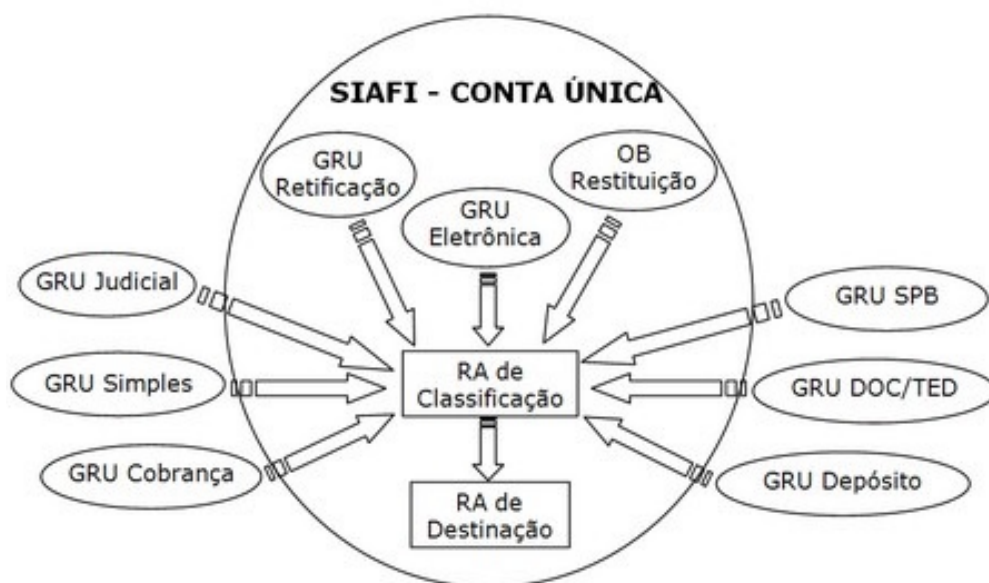 SIAFI - CONTA ÚNICA
GRU
Retificação
OB
Restituição
GRU
Eletrônica
GRU Judicial
GRU SPB
GRU Simples
RA de
Classificação
GRU DOC/TED
GRU Cobrança
GRU Depósito
RA de
Destinação